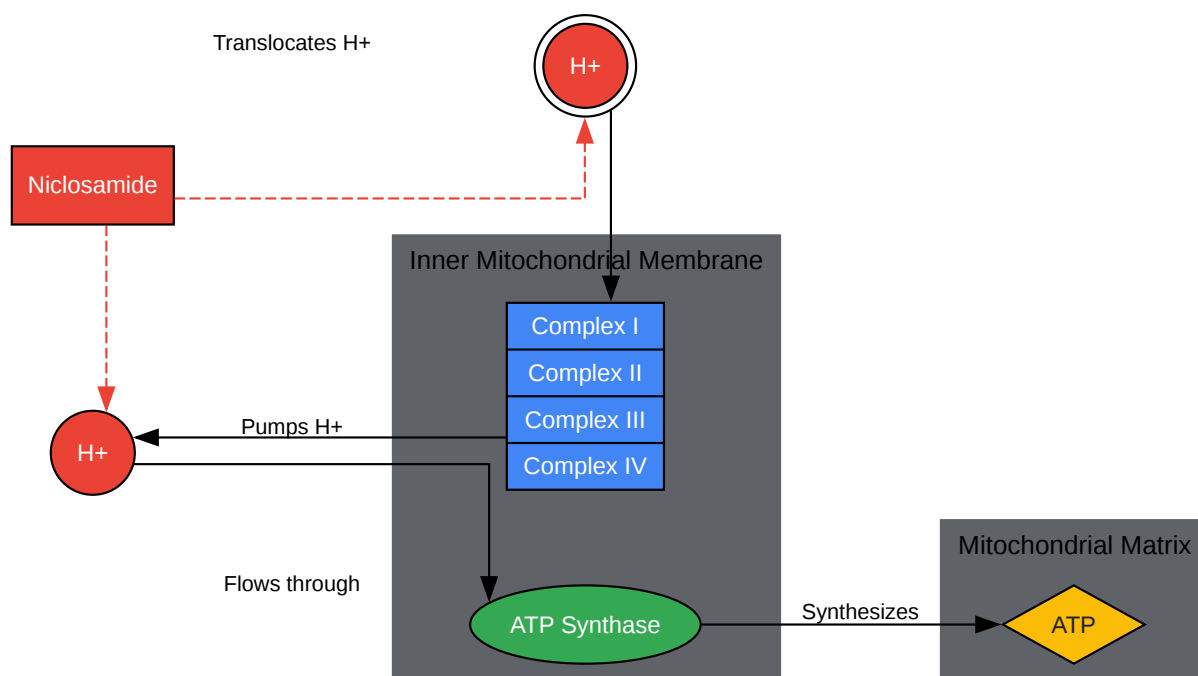 Translocates H+
H+
Niclosamide
Inner Mitochondrial Membrane
Complex I
Complex II
Complex III
Complex IV
Pumps H+
H+
Flows through
ATP Synthase
Synthesizes
Mitochondrial Matrix
ATP